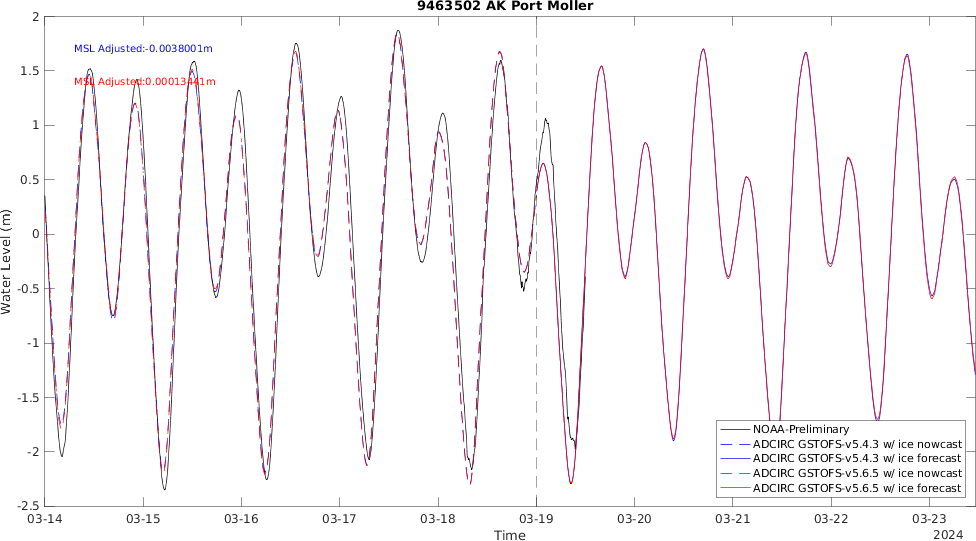 9463502 AK Port Moller
MSL Adjusted:-0.0038001m
MSL Adjusted:0.00013441m
Water Level (m)
2
1.5
1
0.5
0
-0.5
-1
-1.5
-2
-2.5
NOAA-Preliminary
ADCIRC GSTOFS-v5.4.3 w/ ice nowcast
ADCIRC GSTOFS-v5.4.3 w/ ice forecast
ADCIRC GSTOFS-v5.6.5 w/ ice nowcast
ADCIRC GSTOFS-v5.6.5 w/ ice forecast
03-14 03-15 03-16 03-17 03-18 03-19 03-20 03-21 03-22 03-23
Time
2024